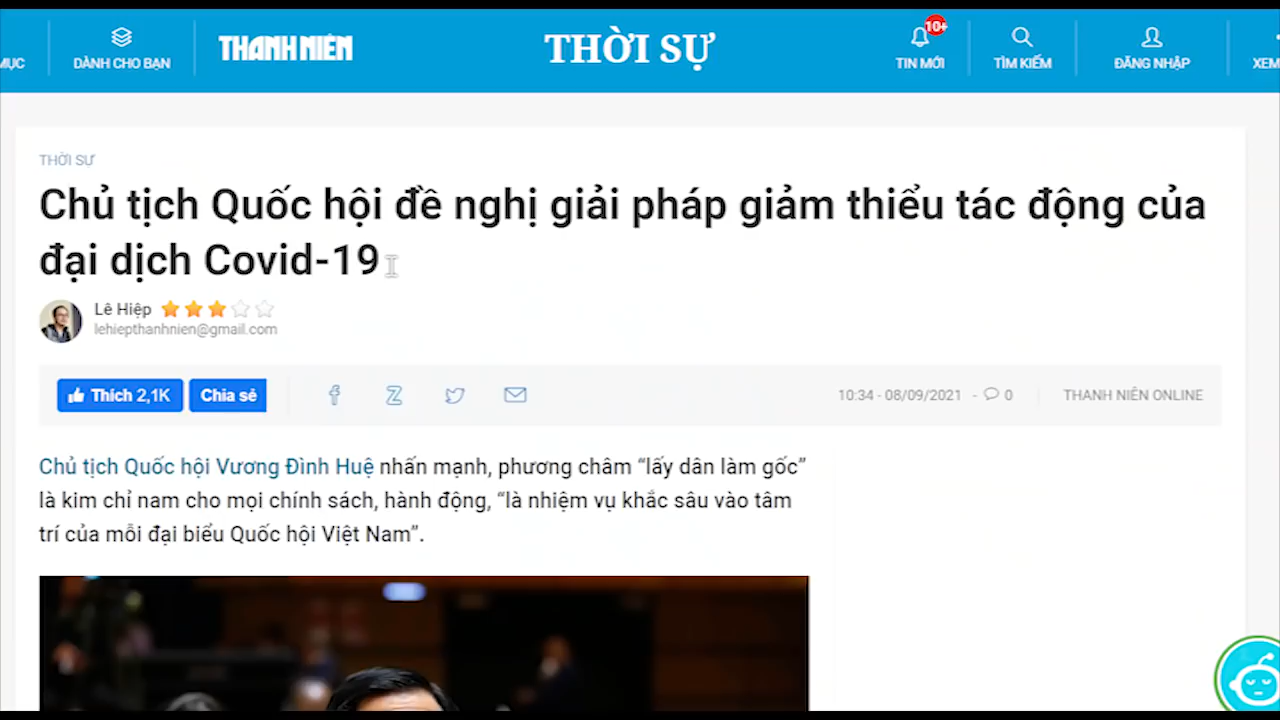 MỤC
DÀNH CHO BẠN
THANH NIÊN
THỜI SỰ
10+
TIN MỚI
TÌM KIẾM
ĐĂNG NHẬP
XEM
THỜI SỰ
Chủ tịch Quốc hội đề nghị giải pháp giảm thiểu tác động của
đại dịch Covid-19
Lê Hiệp
lehiepthanhnien@gmail.com
Thích 2,1K
Chia sẻ
10:34 - 08/09/2021 - 0
THANH NIÊN ONLINE
Chủ tịch Quốc hội Vương Đình Huệ nhấn mạnh, phương châm “lấy dân làm gốc”
là kim chỉ nam cho mọi chính sách, hành động, “là nhiệm vụ khắc sâu vào tâm
trí của mỗi đại biểu Quốc hội Việt Nam”.